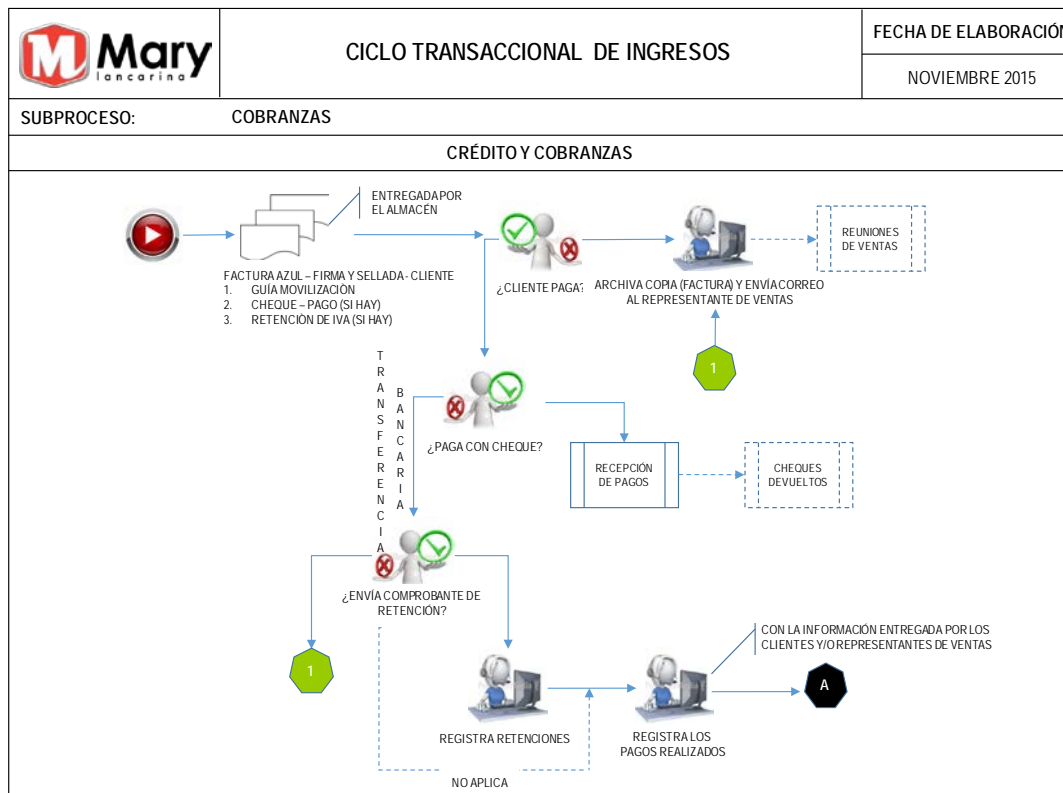 Mary
Iancarina
CICLO TRANSACCIONAL DE INGRESOS
FECHA DE ELABORACIÓN
NOVIEMBRE 2015
SUBPROCESO: COBRANZAS
CRÉDITO Y COBRANZAS
ENTREGADA POR
EL ALMACÉN
FACTURA AZUL – FIRMA Y SELLADA - CLIENTE
1. GUÍA MOVILIZACIÓN
2. CHEQUE – PAGO (SI HAY)
3. RETENCIÓN DE IVA (SI HAY)
¿CLIENTE PAGA?
ARCHIVA COPIA (FACTURA) Y ENVÍA CORREO
AL REPRESENTANTE DE VENTAS
REUNIONES
DE VENTAS
1
TRANSFERENCIA
BANCARIA
¿PAGA CON CHEQUE?
RECEPCIÓN
DE PAGOS
CHEQUES
DEVUELTOS
¿ENVÍA COMPROBANTE DE
RETENCIÓN?
1
REGISTRA RETENCIONES
NO APLICA
REGISTRA LOS
PAGOS REALIZADOS
CON LA INFORMACIÓN ENTREGADA POR LOS
CLIENTES Y/O REPRESENTANTES DE VENTAS
A